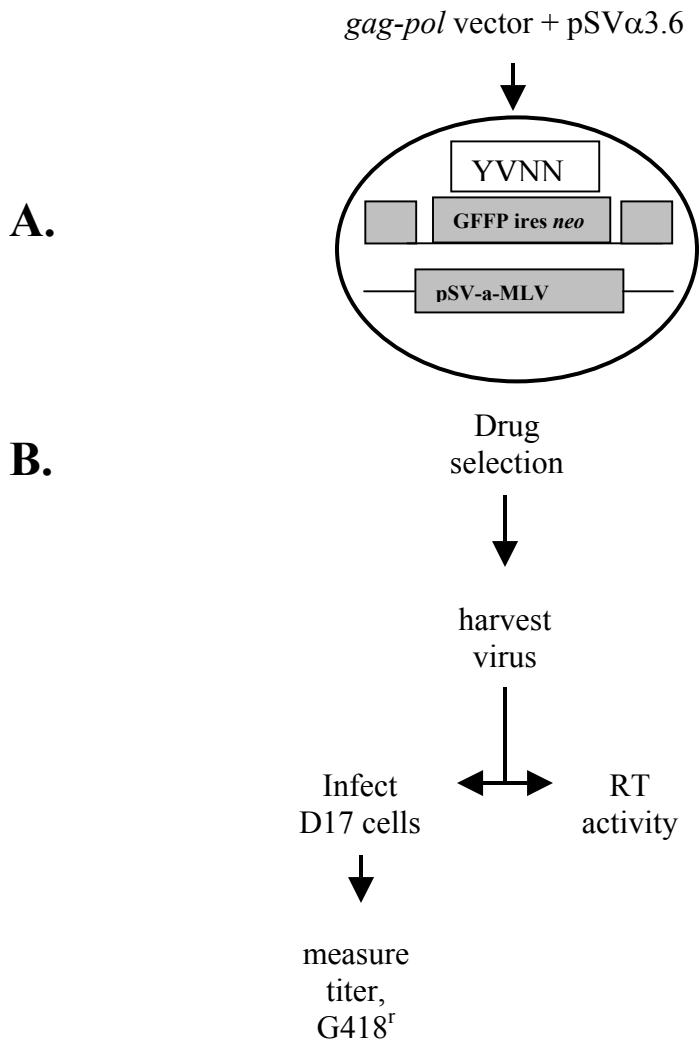 gag-pol vector + pSVα3.6
A.
YVNN
GFFP ires neo
pSV-a-MLV
B.
Drug
selection
harvest
virus
Infect
D17 cells
RT
activity
measure
titer,
G418ʳ